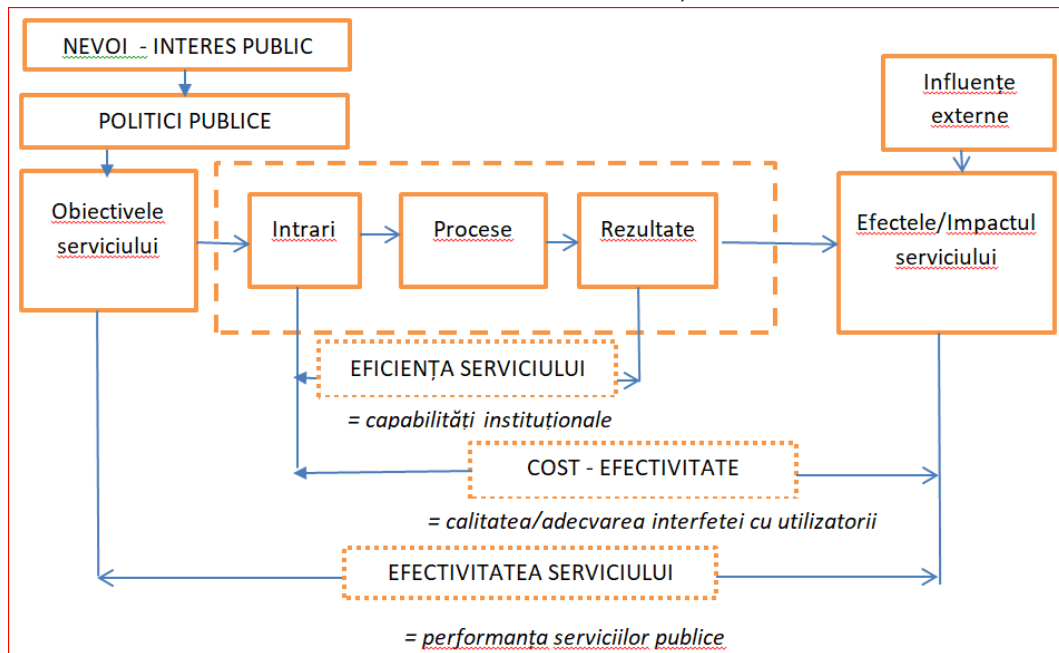 NEVOI - INTERES PUBLIC
POLITICI PUBLICE
Influențe
externe
Obiectivele
serviciului
Intrari
Procese
Rezultate
Efectele/Impactul
serviciului
EFICIENȚA SERVICIULUI
= capabilități instituționale
COST - EFECTIVITATE
= calitatea/adecvarea interfetei cu utilizatorii
EFECTIVITATEA SERVICIULUI
= performanța serviciilor publice